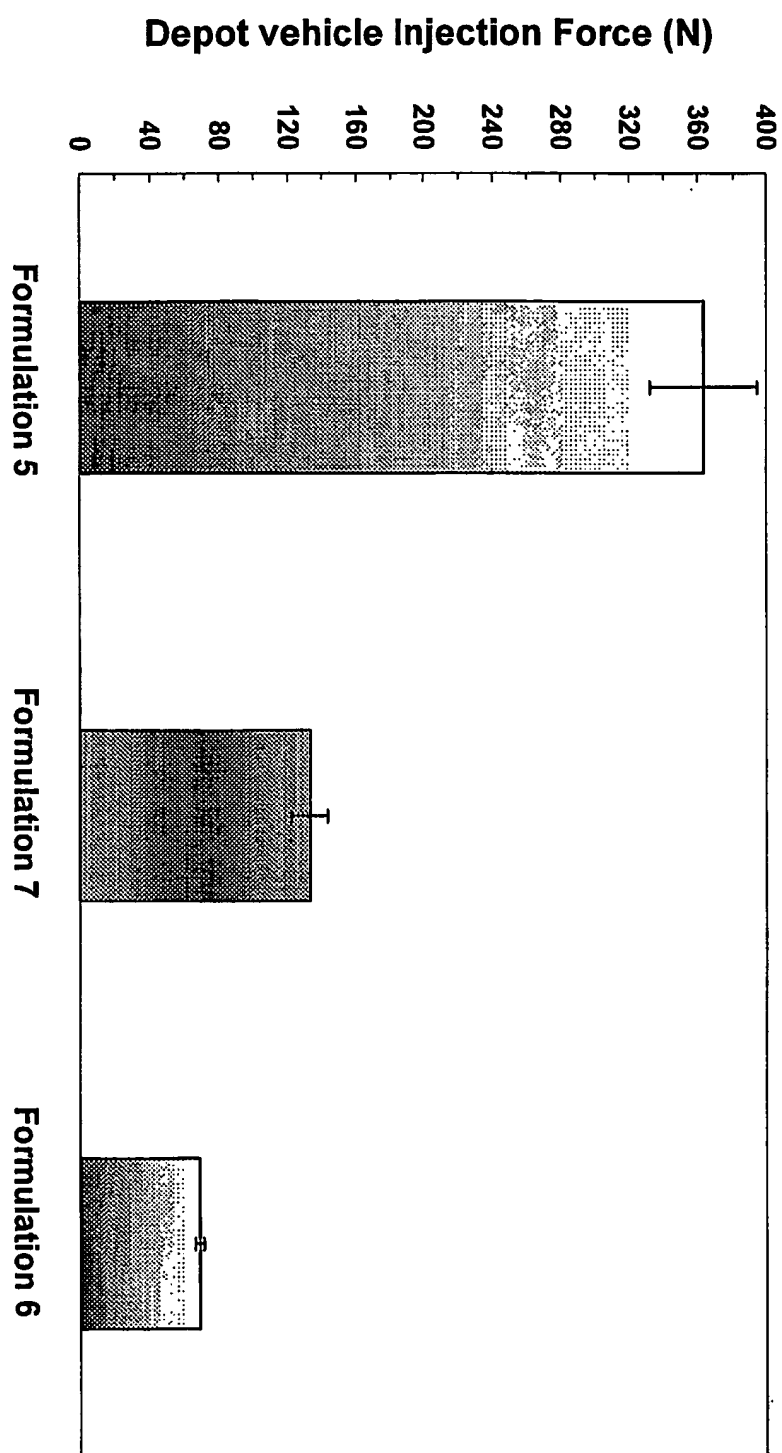 Depot vehicle Injection Force (N)
400
360
320
280
240
200
160
120
80
40
0
Formulation 5
Formulation 7
Formulation 6